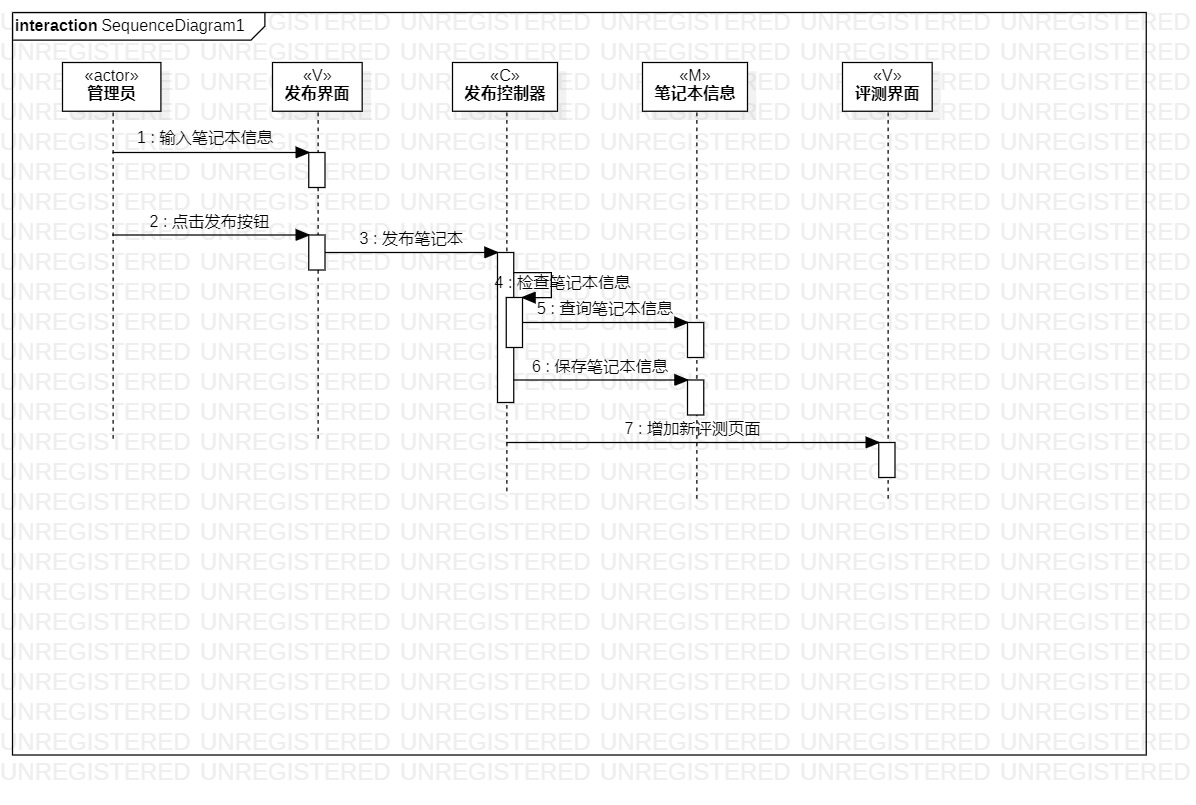 interaction SequenceDiagram1
«actor»
管理员
«V»
发布界面
«C»
发布控制器
«M»
笔记本信息
«V»
评测界面
1 : 输入笔记本信息
2 : 点击发布按钮
3 : 发布笔记本
4 : 检查笔记本信息
5 : 查询笔记本信息
6 : 保存笔记本信息
7 : 增加新评测页面
UNREGISTERED UNREGISTERED UNREGISTERED UNREGISTERED UNREGISTERED UNREGISTERED